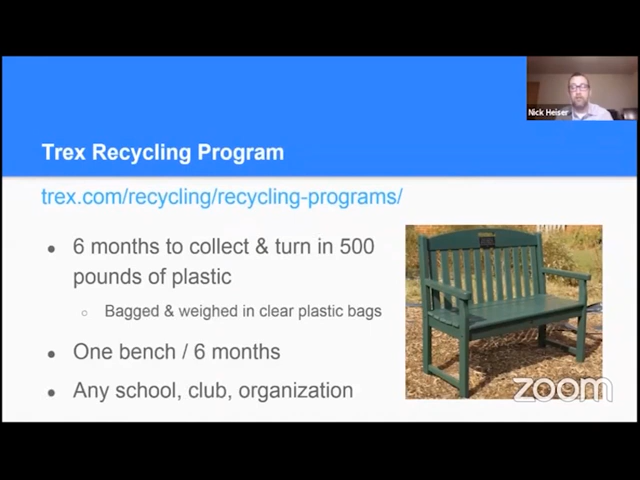 Nick Heiser
Trex Recycling Program
trex.com/recycling/recycling-programs/
• 6 months to collect & turn in 500
pounds of plastic
○ Bagged & weighed in clear plastic bags
• One bench / 6 months
• Any school, club, organization
zoom